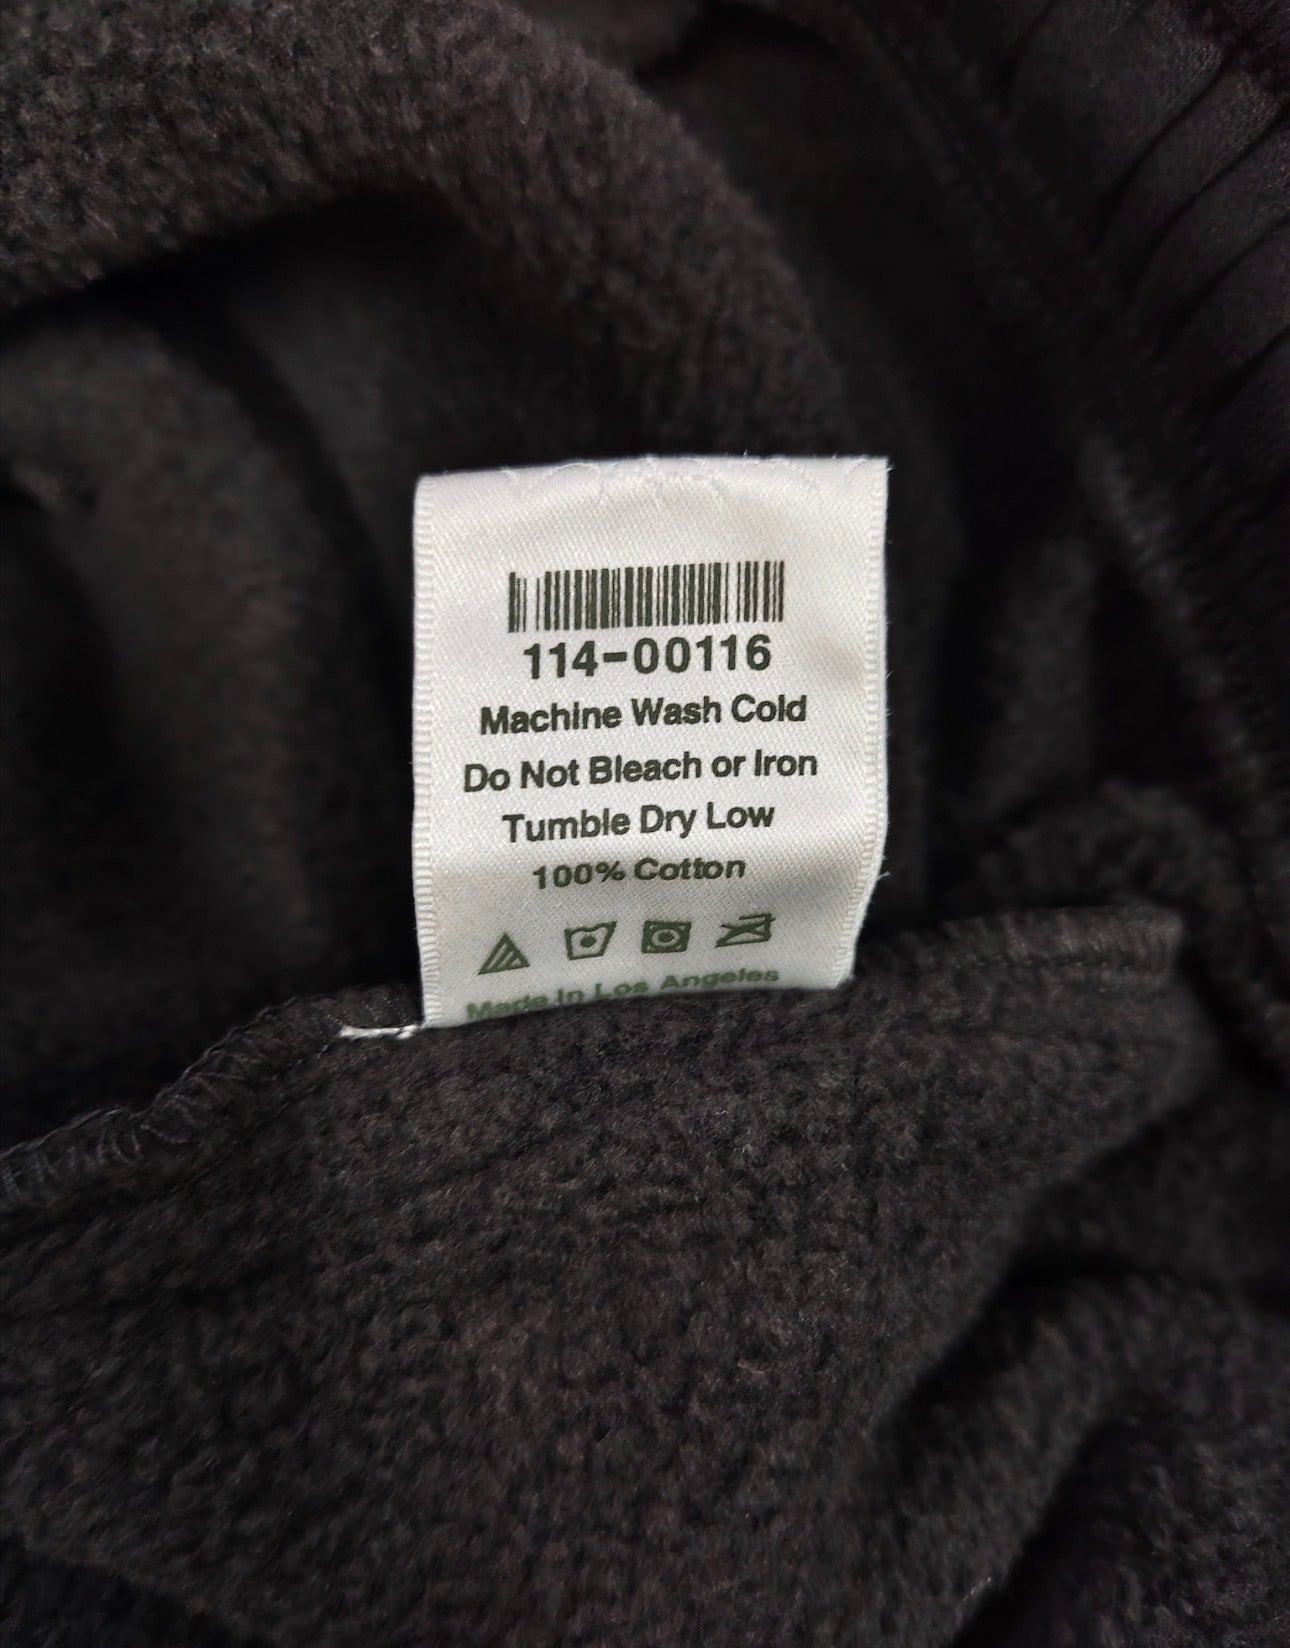 114-00116
Machine Wash Cold
Do Not Bleach or Iron
Tumble Dry Low
100% Cotton
Made In Los Angeles